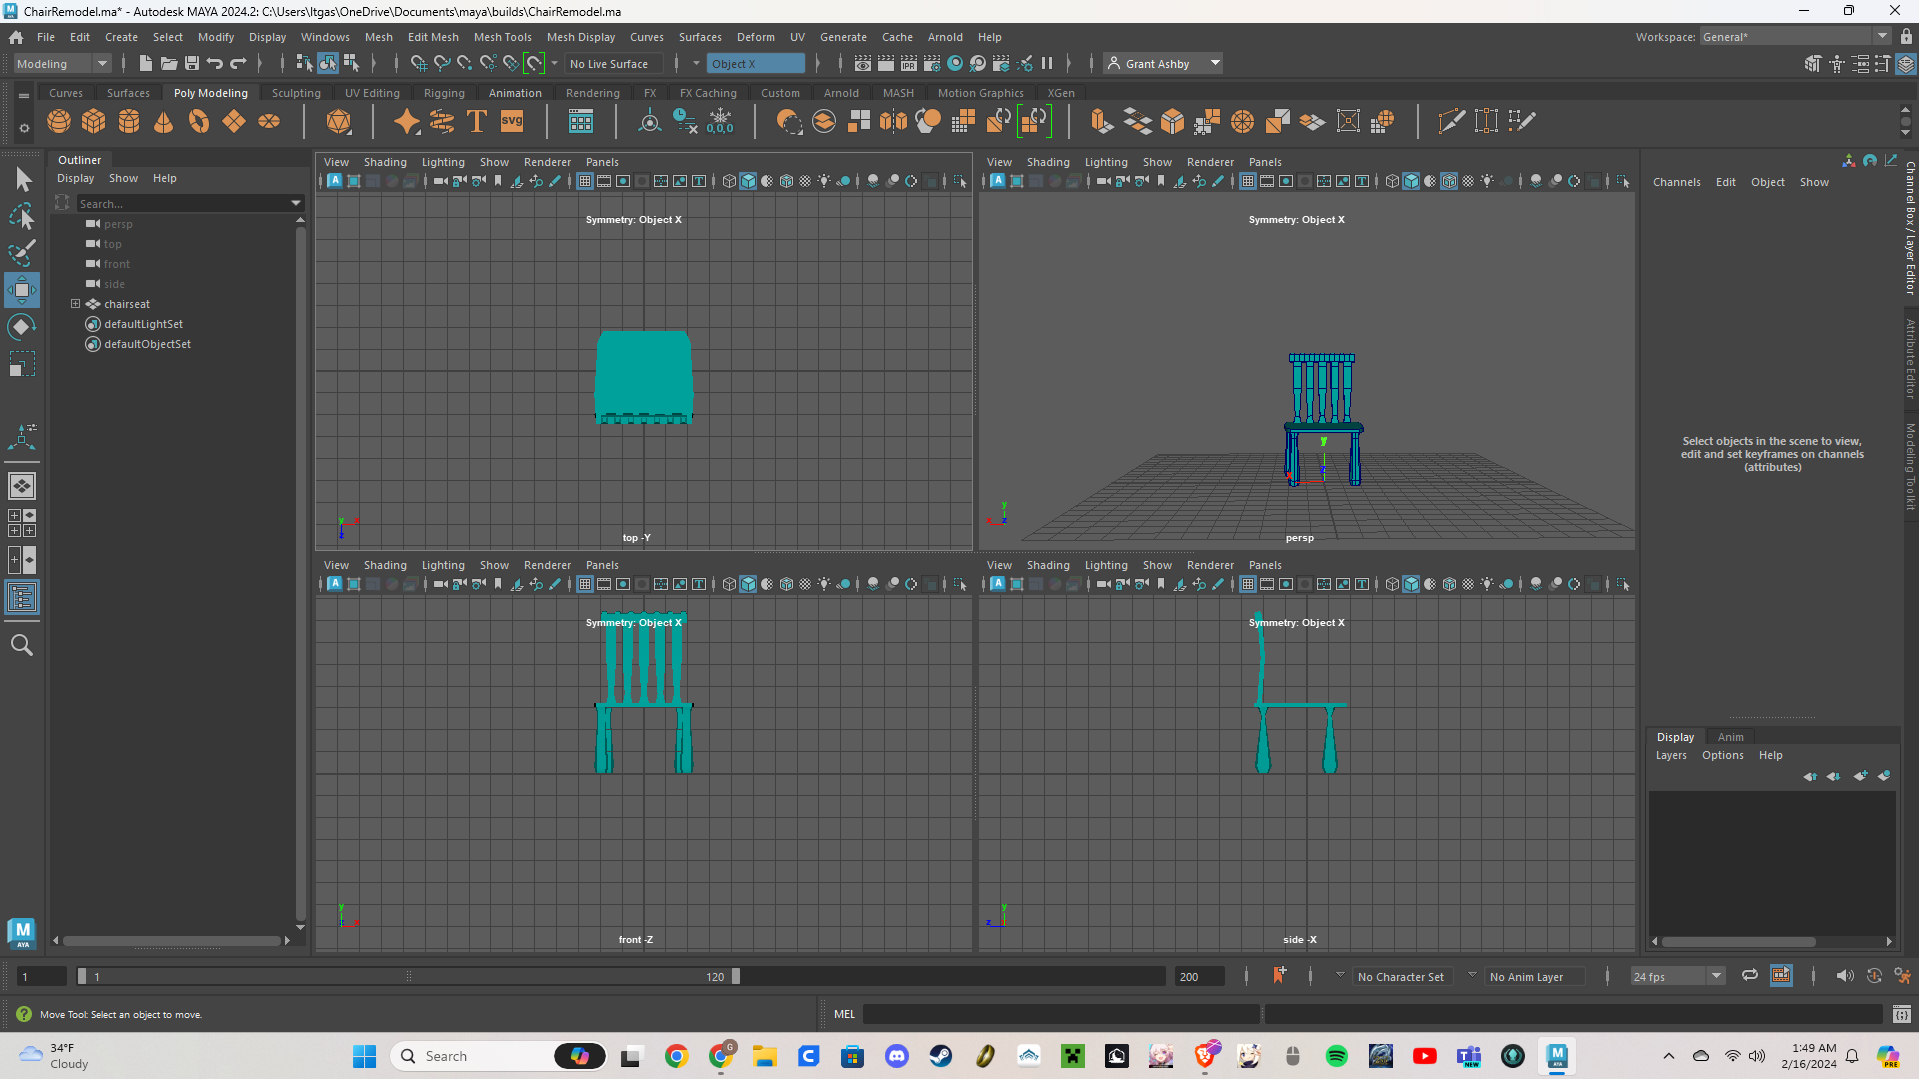 ChairRemodel.ma* - Autodesk MAYA 2024.2: C:\Users\ltgas\OneDrive\Documents\maya\builds\ChairRemodel.ma
File Edit Create Select Modify Display Windows Mesh Edit Mesh Mesh Tools Mesh Display Curves Surfaces Deform UV Generate Cache Arnold Help
Workspace: General*
Modeling
No Live Surface
Object X
Grant Ashby
Curves Surfaces Poly Modeling Sculpting UV Editing Rigging Animation Rendering FX FX Caching Custom Arnold MASH Motion Graphics XGen
IPR
T
SVG
0,0,0
Outliner
Display Show Help
Search...
persp
top
front
side
chairseat
defaultLightSet
defaultObjectSet
View Shading Lighting Show Renderer Panels
Symmetry: Object X
top -Y
View Shading Lighting Show Renderer Panels
Symmetry: Object X
persp
View Shading Lighting Show Renderer Panels
Symmetry: Object X
front -Z
View Shading Lighting Show Renderer Panels
Symmetry: Object X
side -X
Channels Edit Object Show
Channel Box / Layer Editor
Attribute Editor
Modeling Toolkit
Select objects in the scene to view,
edit and set keyframes on channels
(attributes)
Display Anim
Layers Options Help
M
AYA
1
1
120
200
No Character Set
No Anim Layer
24 fps
Move Tool: Select an object to move.
MEL
34°F
Cloudy
Search
1:49 AM
2/16/2024